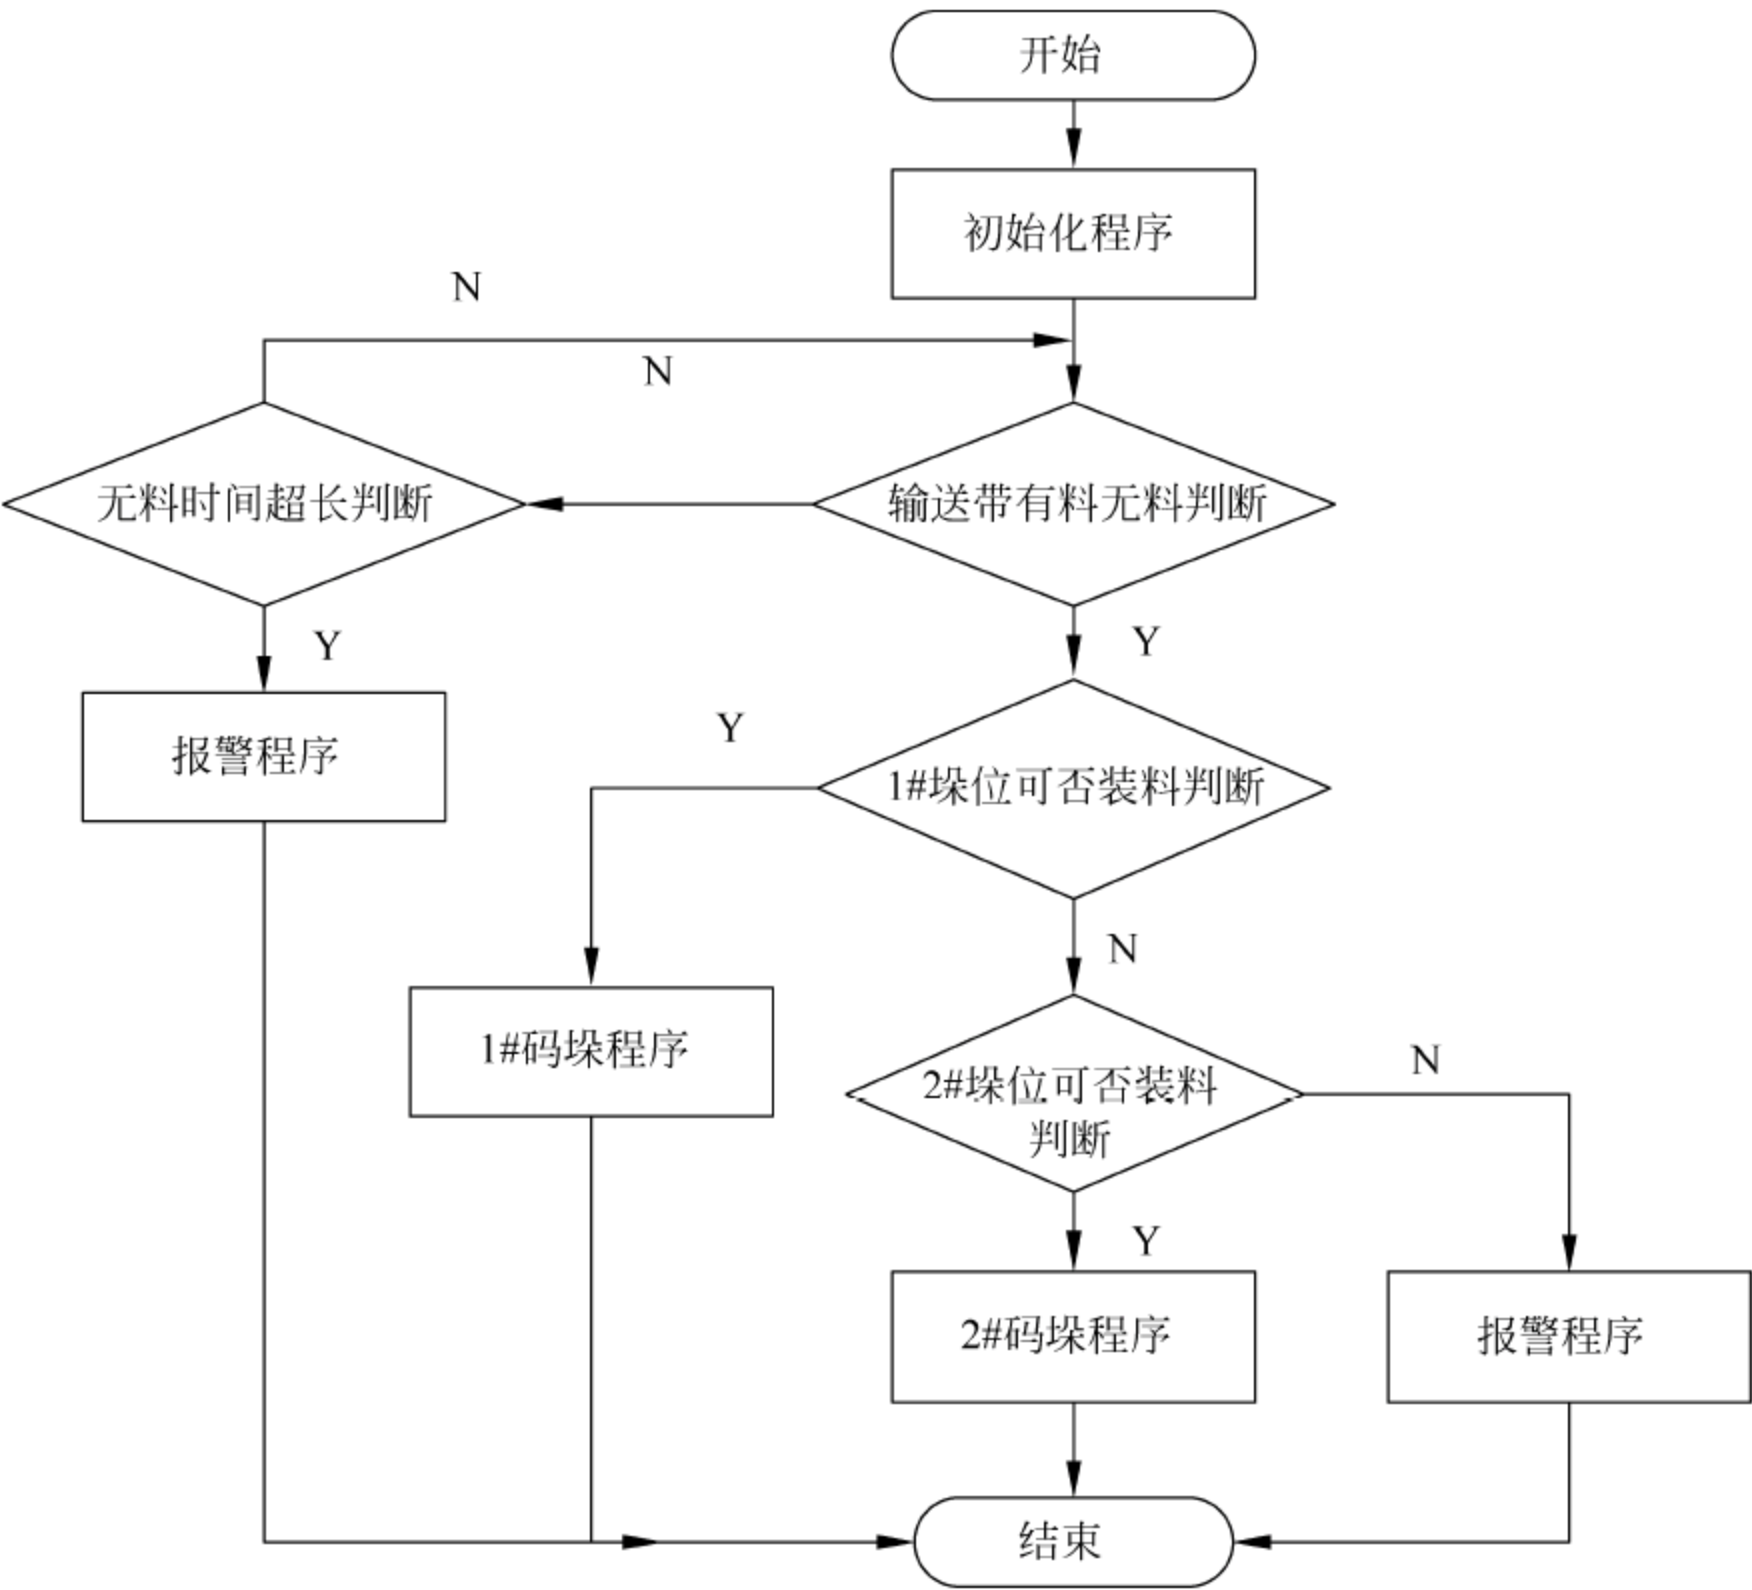 开始
初始化程序
N
N
无料时间超长判断
输送带有料无料判断
Y
Y
报警程序
Y
1#垛位可否装料判断
N
1#码垛程序
2#垛位可否装料
判断
N
Y
2#码垛程序
报警程序
结束